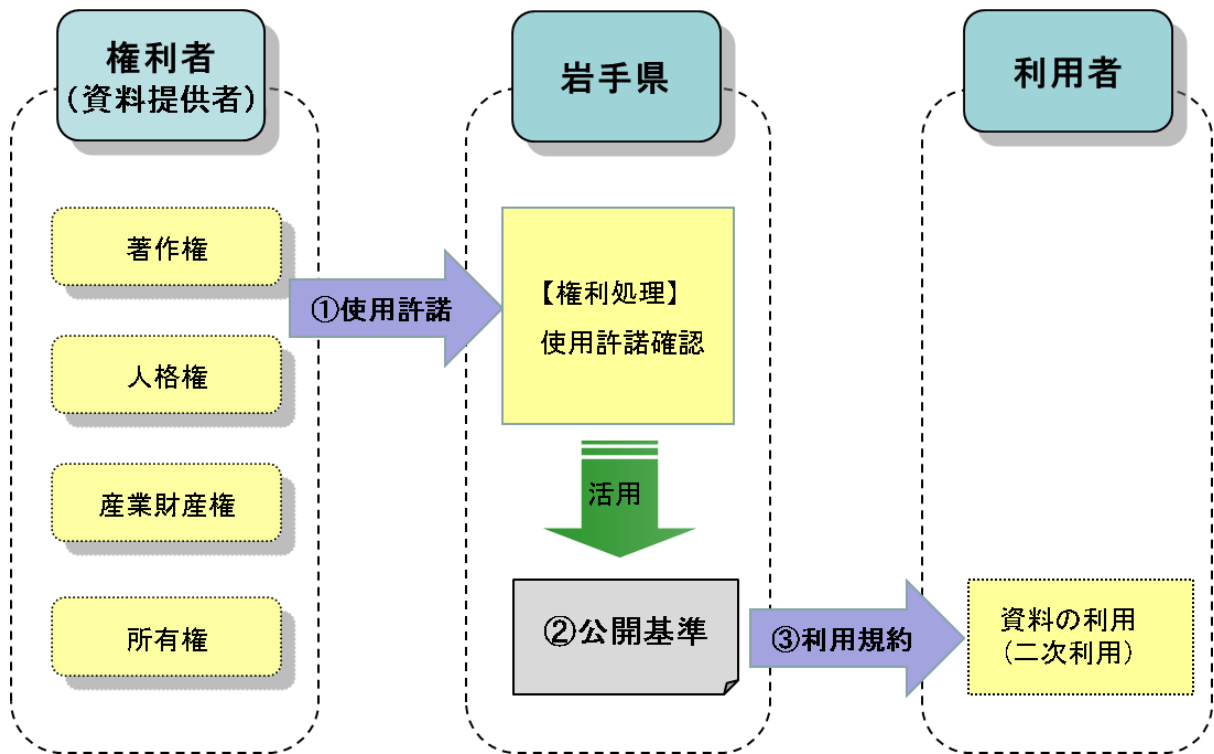 権利者
（資料提供者）
著作権
人格権
産業財産権
所有権
①使用許諾
岩手県
【権利処理】
使用許諾確認
活用
②公開基準
③利用規約
利用者
資料の利用
(二次利用)